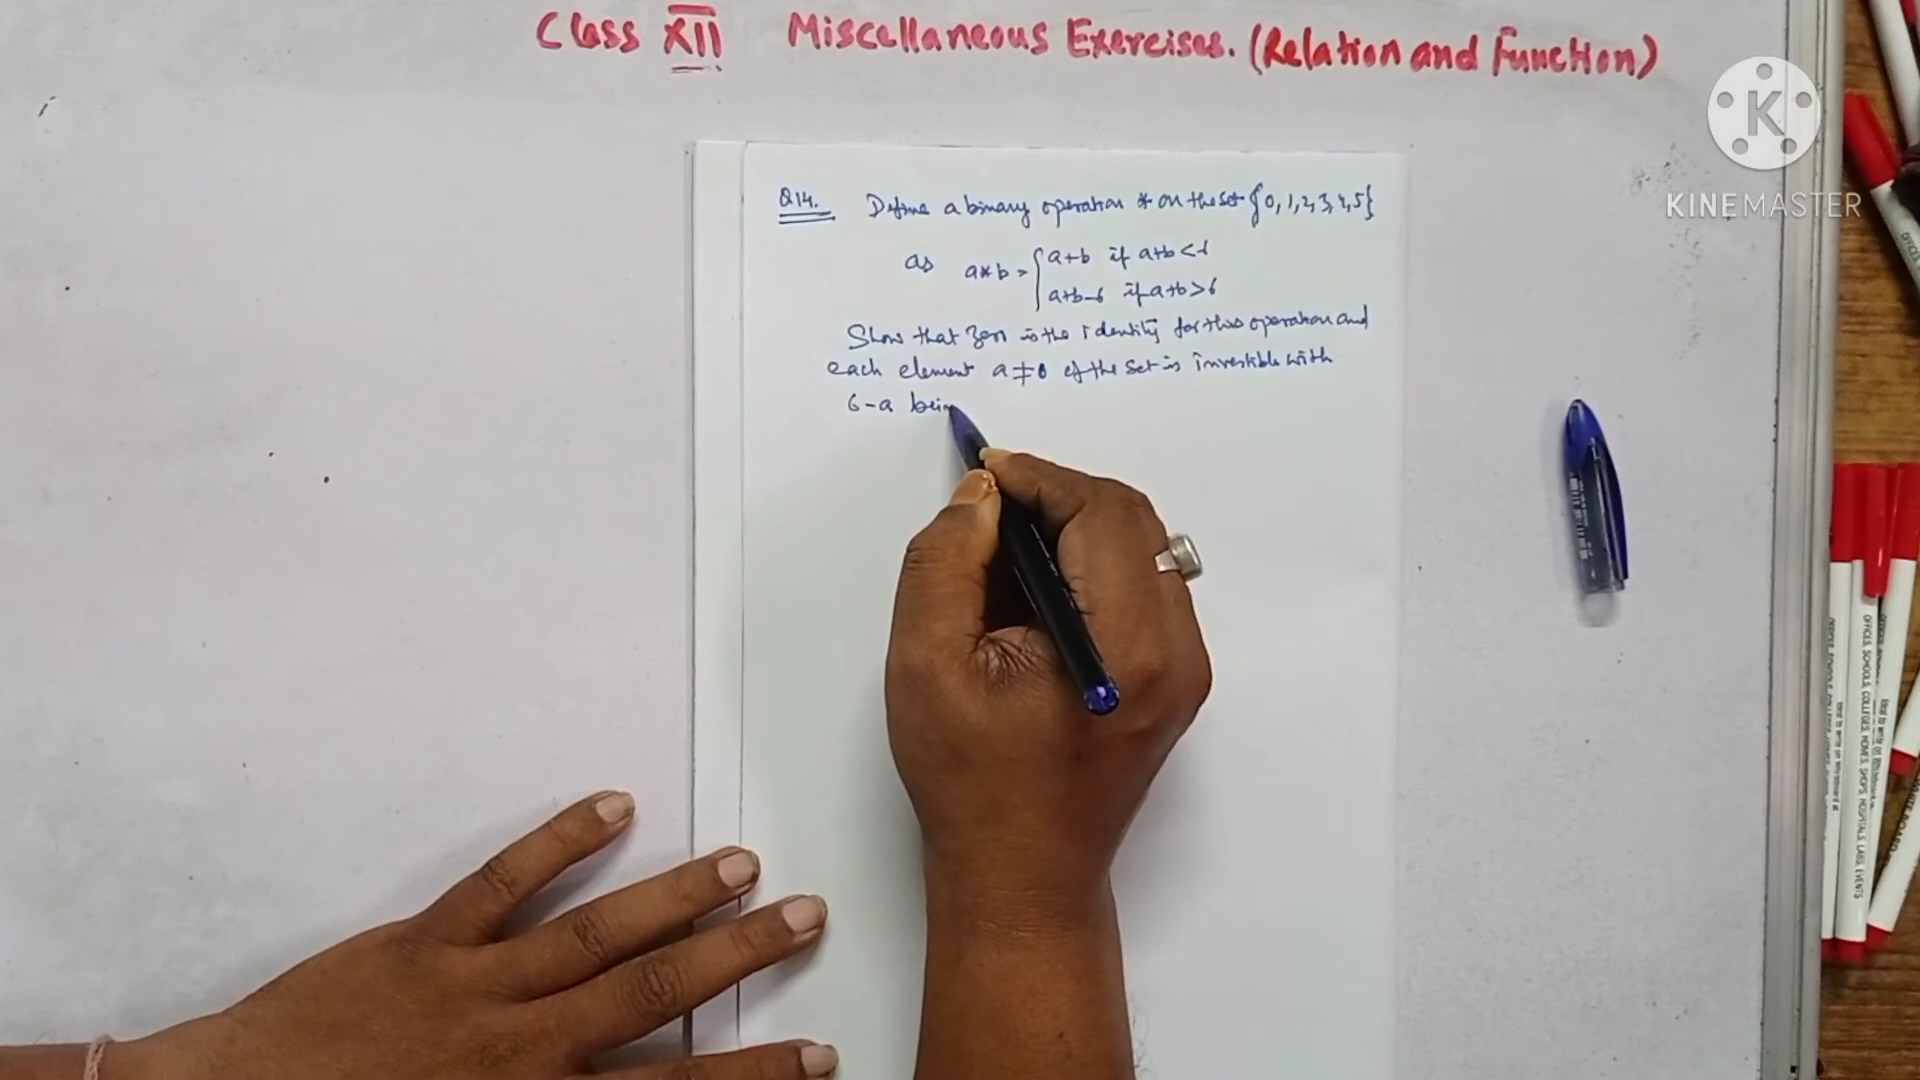 Class XII Miscellaneous Exercises. (Relation and Function)
K
KINEMASTER
Q14. Define a binary operation * on the set {0, 1, 2, 3, 4, 5}
as a*b = { a+b if a+b<6
a+b-6 if a+b>6
Show that zero is the identity for this operation and
each element a≠0 of the set is invertible with
6-a bein